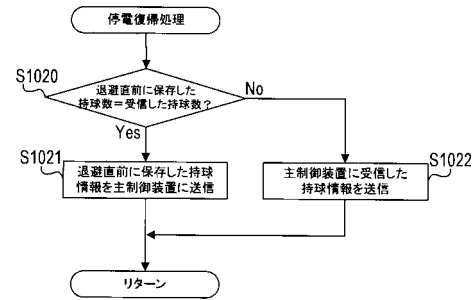 停電復帰処理
S1020
退避直前に保存した
持球数=受信した持球数?
No
Yes
S1021
退避直前に保存した持球
情報を主制御装置に送信
主制御装置に受信した
持球情報を送信
S1022
リターン